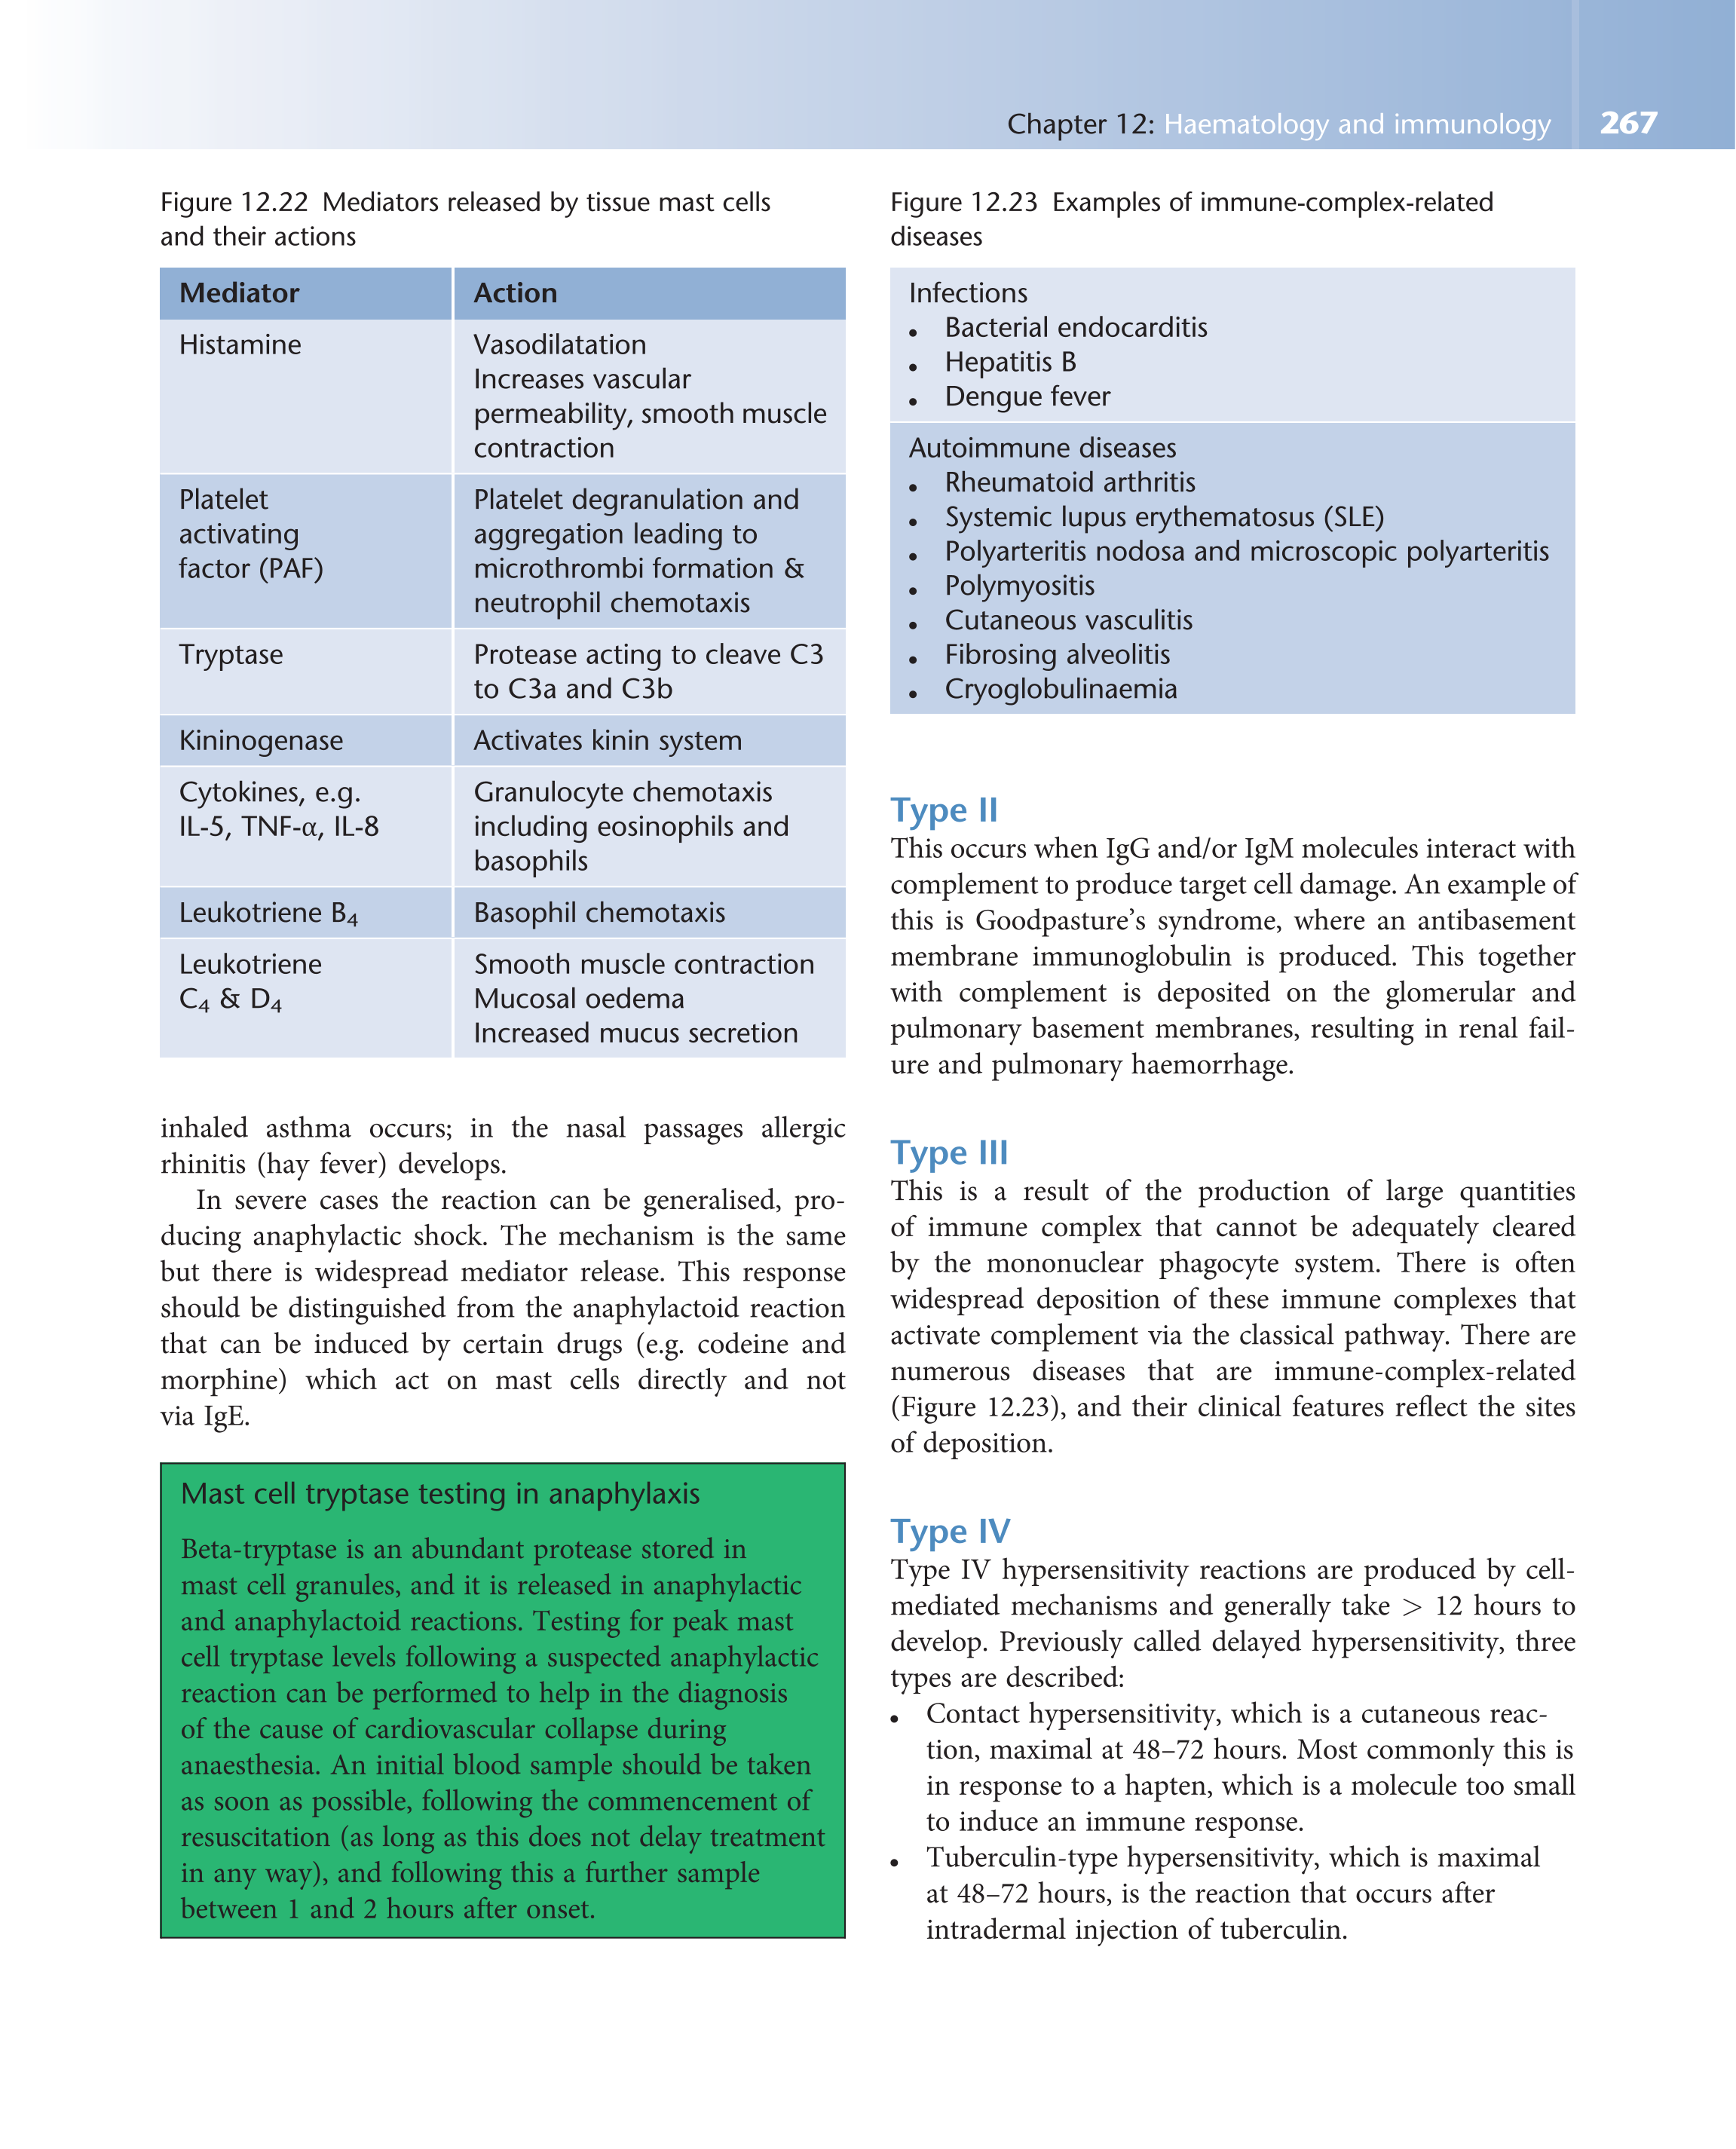 Chapter 12: Haematology and immunology 267
Figure 12.22 Mediators released by tissue mast cells
and their actions
Mediator Action
Histamine Vasodilatation
Increases vascular
permeability, smooth muscle
contraction
Platelet Platelet degranulation and
activating aggregation leading to
factor (PAF) microthrombi formation &
neutrophil chemotaxis
Tryptase Protease acting to cleave C3
to C3a and C3b
Kininogenase Activates kinin system
Cytokines, e.g. Granulocyte chemotaxis
IL-5, TNF-α, IL-8 including eosinophils and
basophils
Leukotriene B₄ Basophil chemotaxis
Leukotriene Smooth muscle contraction
C₄ & D₄ Mucosal oedema
Increased mucus secretion
inhaled asthma occurs; in the nasal passages allergic
rhinitis (hay fever) develops.
In severe cases the reaction can be generalised, pro-
ducing anaphylactic shock. The mechanism is the same
but there is widespread mediator release. This response
should be distinguished from the anaphylactoid reaction
that can be induced by certain drugs (e.g. codeine and
morphine) which act on mast cells directly and not
via IgE.
Mast cell tryptase testing in anaphylaxis
Beta-tryptase is an abundant protease stored in
mast cell granules, and it is released in anaphylactic
and anaphylactoid reactions. Testing for peak mast
cell tryptase levels following a suspected anaphylactic
reaction can be performed to help in the diagnosis
of the cause of cardiovascular collapse during
anaesthesia. An initial blood sample should be taken
as soon as possible, following the commencement of
resuscitation (as long as this does not delay treatment
in any way), and following this a further sample
between 1 and 2 hours after onset.
Figure 12.23 Examples of immune-complex-related
diseases
Infections
• Bacterial endocarditis
• Hepatitis B
• Dengue fever
Autoimmune diseases
• Rheumatoid arthritis
• Systemic lupus erythematosus (SLE)
• Polyarteritis nodosa and microscopic polyarteritis
• Polymyositis
• Cutaneous vasculitis
• Fibrosing alveolitis
• Cryoglobulinaemia
Type II
This occurs when IgG and/or IgM molecules interact with
complement to produce target cell damage. An example of
this is Goodpasture's syndrome, where an antibasement
membrane immunoglobulin is produced. This together
with complement is deposited on the glomerular and
pulmonary basement membranes, resulting in renal fail-
ure and pulmonary haemorrhage.
Type III
This is a result of the production of large quantities
of immune complex that cannot be adequately cleared
by the mononuclear phagocyte system. There is often
widespread deposition of these immune complexes that
activate complement via the classical pathway. There are
numerous diseases that are immune-complex-related
(Figure 12.23), and their clinical features reflect the sites
of deposition.
Type IV
Type IV hypersensitivity reactions are produced by cell-
mediated mechanisms and generally take > 12 hours to
develop. Previously called delayed hypersensitivity, three
types are described:
• Contact hypersensitivity, which is a cutaneous reac-
tion, maximal at 48–72 hours. Most commonly this is
in response to a hapten, which is a molecule too small
to induce an immune response.
• Tuberculin-type hypersensitivity, which is maximal
at 48–72 hours, is the reaction that occurs after
intradermal injection of tuberculin.